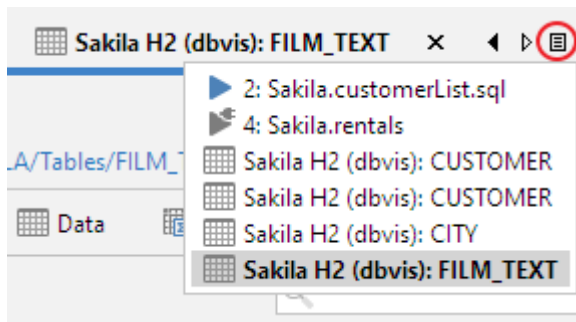 Sakila H2 (dbvis): FILM_TEXT
2: Sakila.customerList.sql
4: Sakila.rentals
Sakila H2 (dbvis): CUSTOMER
Sakila H2 (dbvis): CUSTOMER
Sakila H2 (dbvis): CITY
Sakila H2 (dbvis): FILM_TEXT
LA/Tables/FILM_
Data